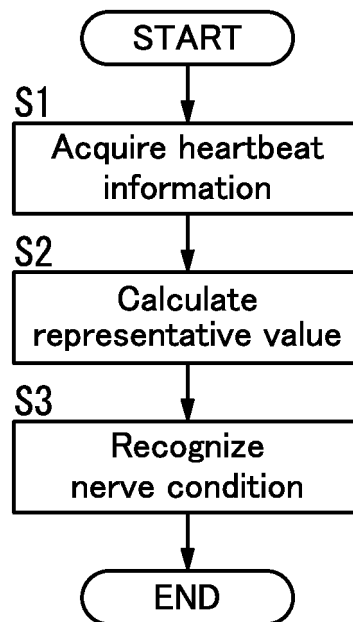 START
S1
Acquire heartbeat
information
S2
Calculate
representative value
S3
Recognize
nerve condition
END